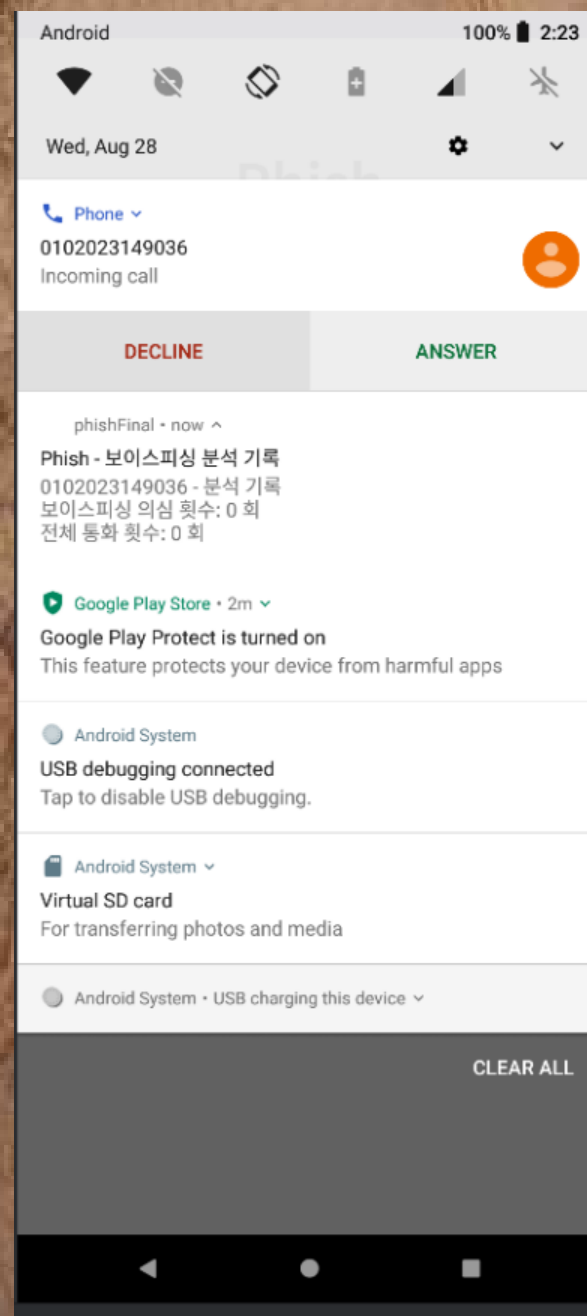 Android 100% 2:23
Wed, Aug 28
Phish
Phone
0102023149036
Incoming call
DECLINE ANSWER
phishFinal • now
Phish - 보이스피싱 분석 기록
0102023149036 - 분석 기록
보이스피싱 의심 횟수: 0 회
전체 통화 횟수: 0 회
Google Play Store • 2m
Google Play Protect is turned on
This feature protects your device from harmful apps
Android System
USB debugging connected
Tap to disable USB debugging.
Android System
Virtual SD card
For transferring photos and media
Android System • USB charging this device
CLEAR ALL